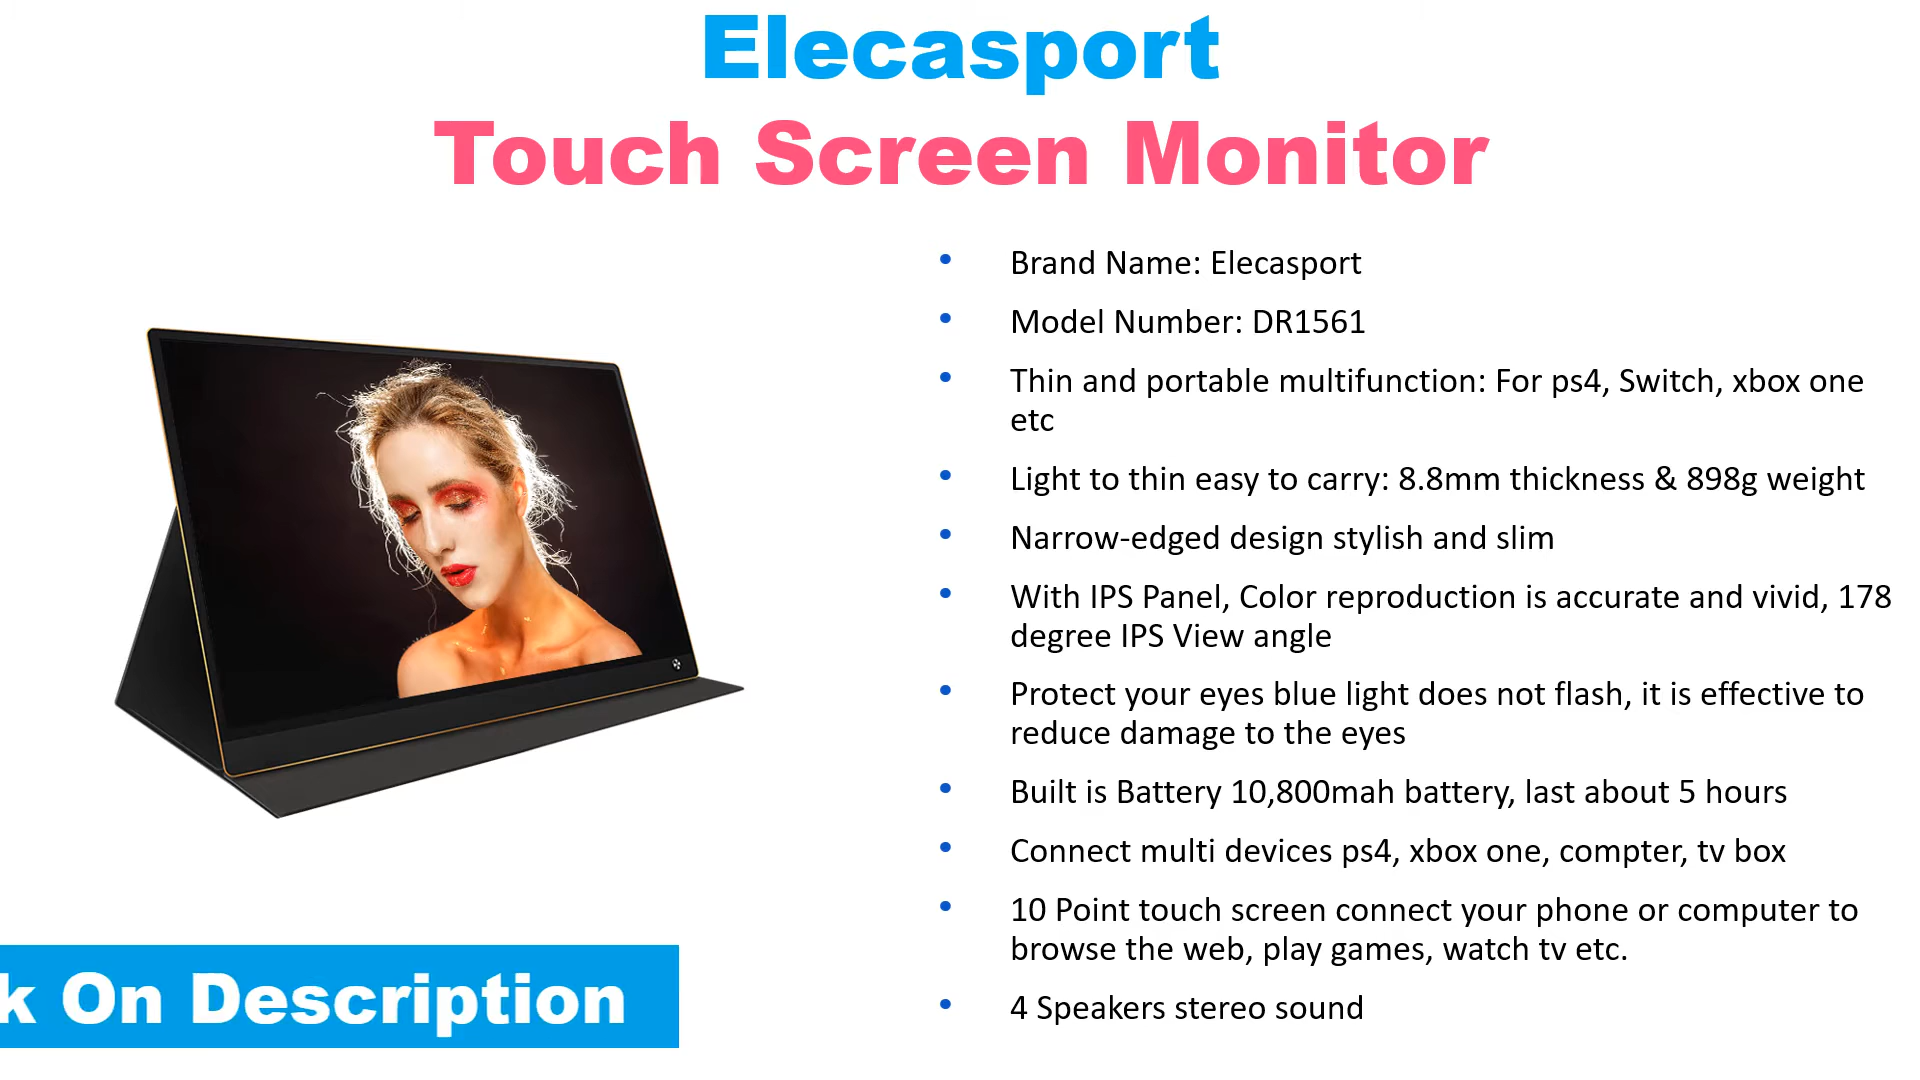 Elecasport
Touch Screen Monitor
• Brand Name: Elecasport
• Model Number: DR1561
• Thin and portable multifunction: For ps4, Switch, xbox one
etc
• Light to thin easy to carry: 8.8mm thickness & 898g weight
• Narrow-edged design stylish and slim
• With IPS Panel, Color reproduction is accurate and vivid, 178
degree IPS View angle
• Protect your eyes blue light does not flash, it is effective to
reduce damage to the eyes
• Built is Battery 10,800mah battery, last about 5 hours
• Connect multi devices ps4, xbox one, compter, tv box
• 10 Point touch screen connect your phone or computer to
browse the web, play games, watch tv etc.
• 4 Speakers stereo sound
k On Description